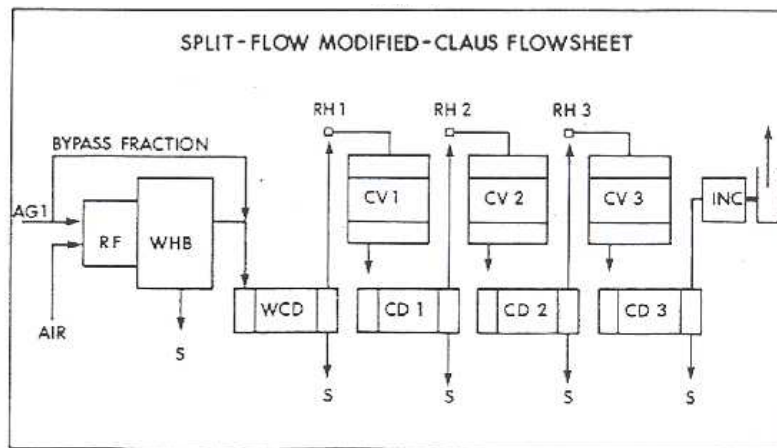 SPLIT-FLOW MODIFIED-CLAUS FLOWSHEET
RH 1
RH 2
RH 3
BYPASS FRACTION
CV 1
CV 2
CV 3
INC
AG1
RF
WHB
WCD
CD 1
CD 2
CD 3
AIR
S
S
S
S
S